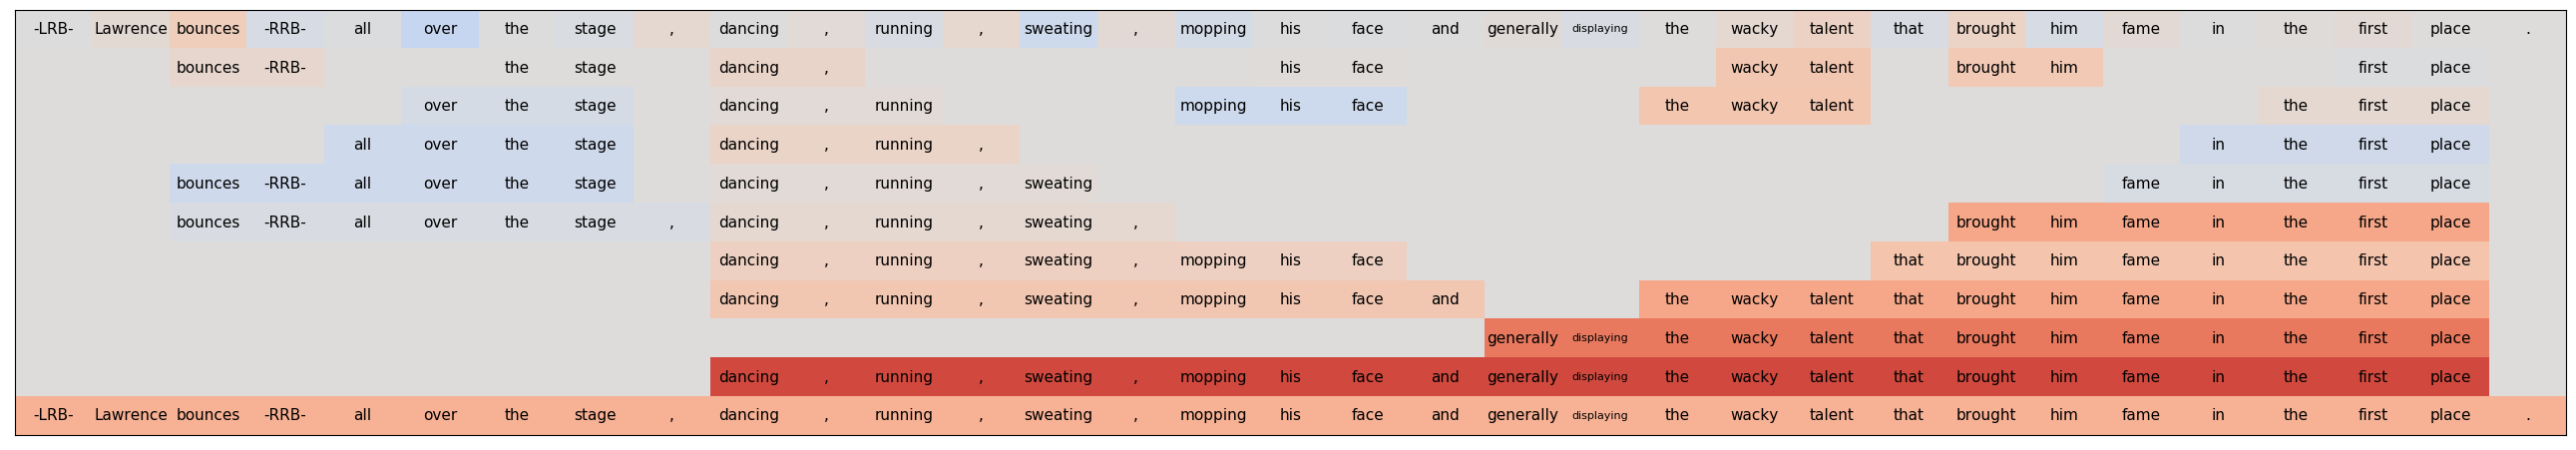 -LRB- Lawrence bounces -RRB- all over the stage , dancing , running , sweating , mopping his face and generally displaying the wacky talent that brought him fame in the first place .
bounces -RRB- the stage dancing , his face wacky talent brought him first place
over the stage dancing , running mopping his face the wacky talent the first place
all over the stage dancing , running , in the first place
bounces -RRB- all over the stage dancing , running , sweating fame in the first place
bounces -RRB- all over the stage , dancing , running , sweating , brought him fame in the first place
dancing , running , sweating , mopping his face that brought him fame in the first place
dancing , running , sweating , mopping his face and the wacky talent that brought him fame in the first place
generally displaying the wacky talent that brought him fame in the first place
dancing , running , sweating , mopping his face and generally displaying the wacky talent that brought him fame in the first place
-LRB- Lawrence bounces -RRB- all over the stage , dancing , running , sweating , mopping his face and generally displaying the wacky talent that brought him fame in the first place .